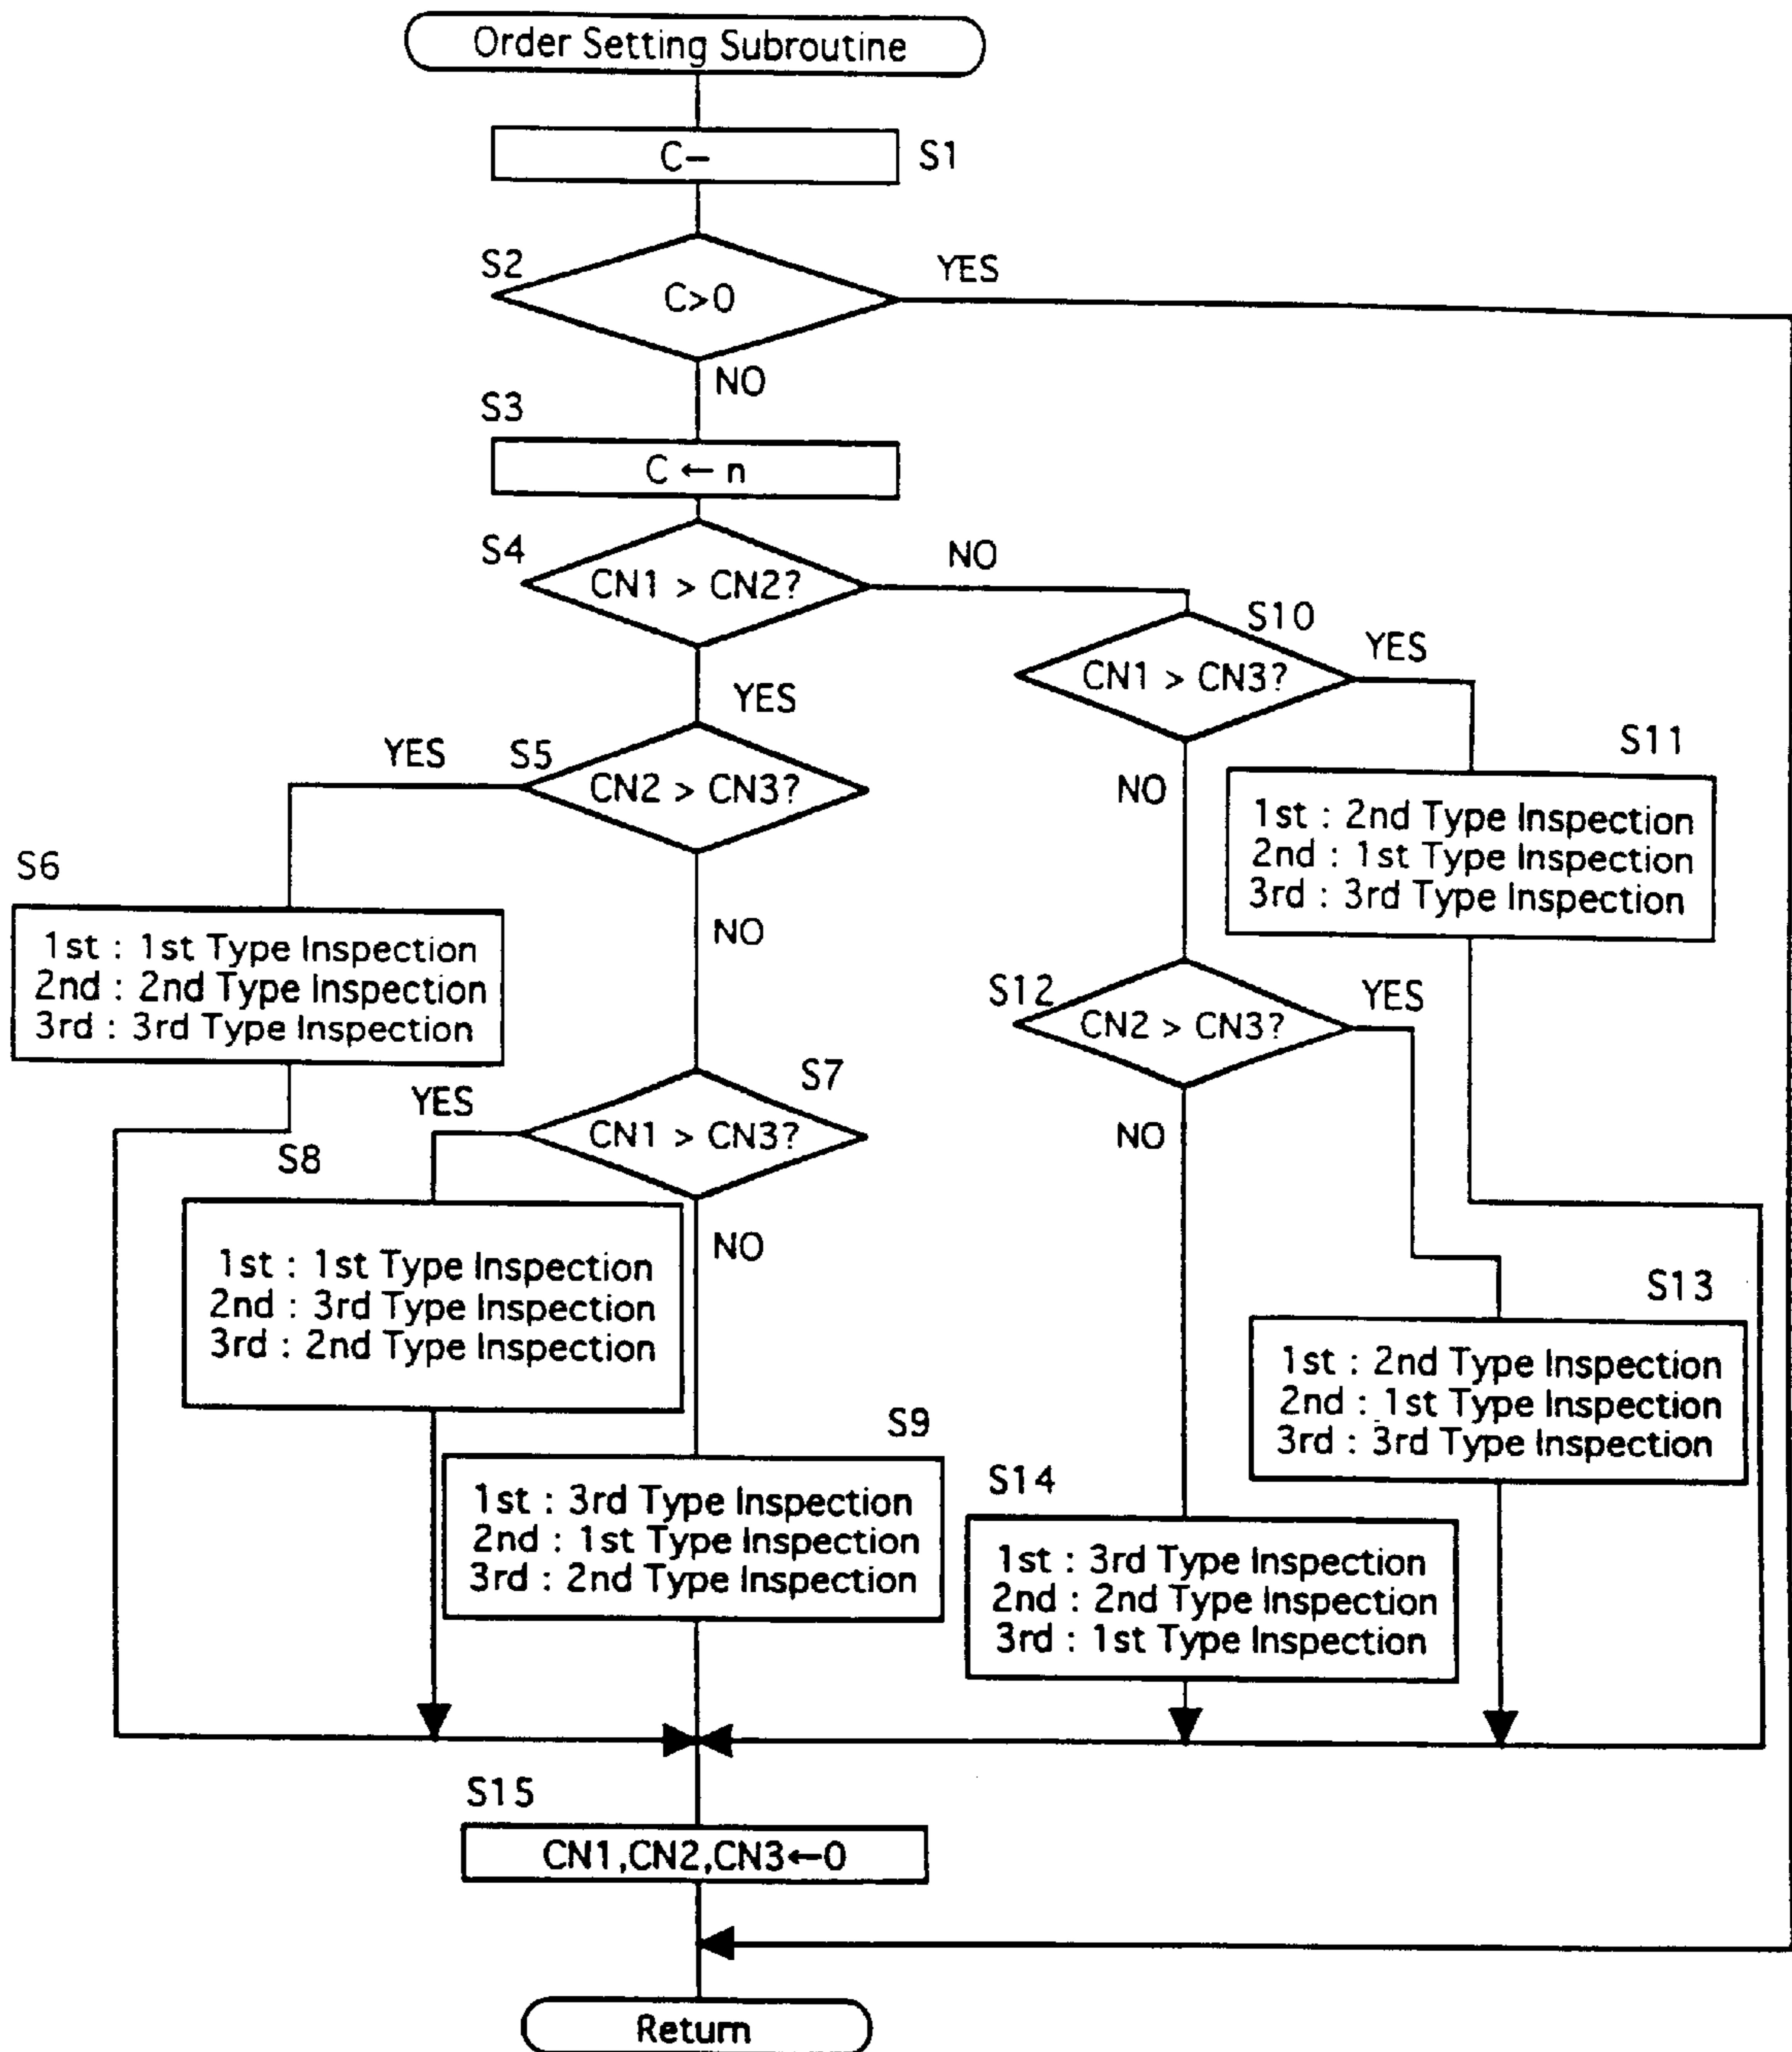 Order Setting Subroutine
C–
S1
S2
C>0
YES
NO
S3
C ← n
S4
CN1 > CN2?
NO
YES
S10
CN1 > CN3?
YES
NO
S5
CN2 > CN3?
YES
NO
S11
1st : 2nd Type Inspection
2nd : 1st Type Inspection
3rd : 3rd Type Inspection
S6
1st : 1st Type Inspection
2nd : 2nd Type Inspection
3rd : 3rd Type Inspection
S12
CN2 > CN3?
YES
NO
S7
CN1 > CN3?
YES
NO
S8
1st : 1st Type Inspection
2nd : 3rd Type Inspection
3rd : 2nd Type Inspection
S13
1st : 2nd Type Inspection
2nd : 1st Type Inspection
3rd : 3rd Type Inspection
S9
1st : 3rd Type Inspection
2nd : 1st Type Inspection
3rd : 2nd Type Inspection
S14
1st : 3rd Type Inspection
2nd : 2nd Type Inspection
3rd : 1st Type Inspection
S15
CN1,CN2,CN3←0
Return